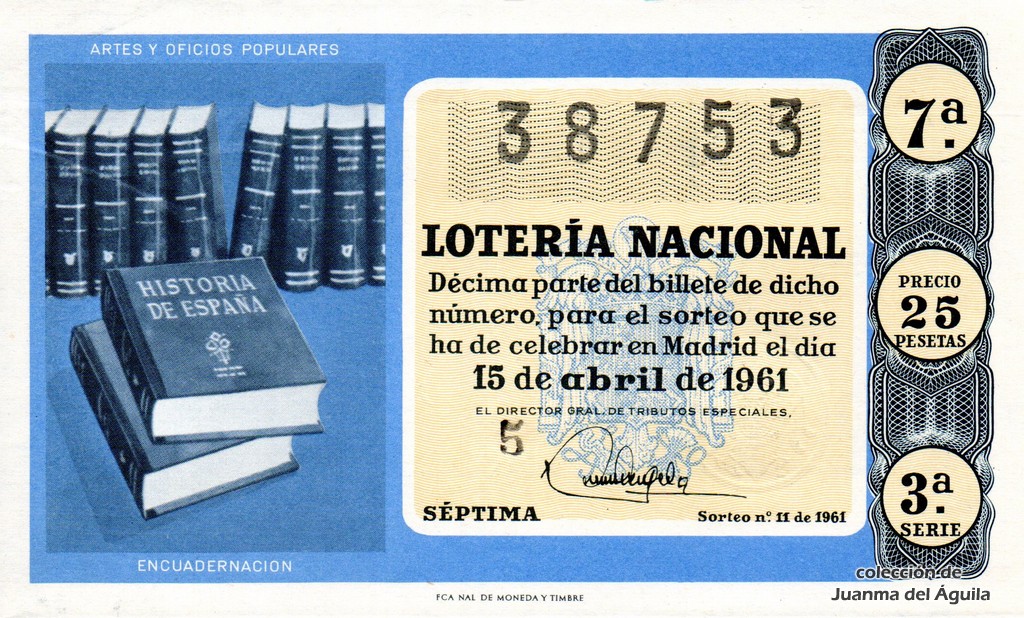 ARTES Y OFICIOS POPULARES
HISTORIA
DE ESPAÑA
ENCUADERNACION
38753
LOTERÍA NACIONAL
Décima parte del billete de dicho
número, para el sorteo que se
ha de celebrar en Madrid el día
15 de abril de 1961
EL DIRECTOR GRAL. DE TRIBUTOS ESPECIALES,
5
SÉPTIMA
Sorteo nº 11 de 1961
7ª
PRECIO
25
PESETAS
3ª
SERIE
FCA NAL DE MONEDA Y TIMBRE
colección de
Juanma del Águila